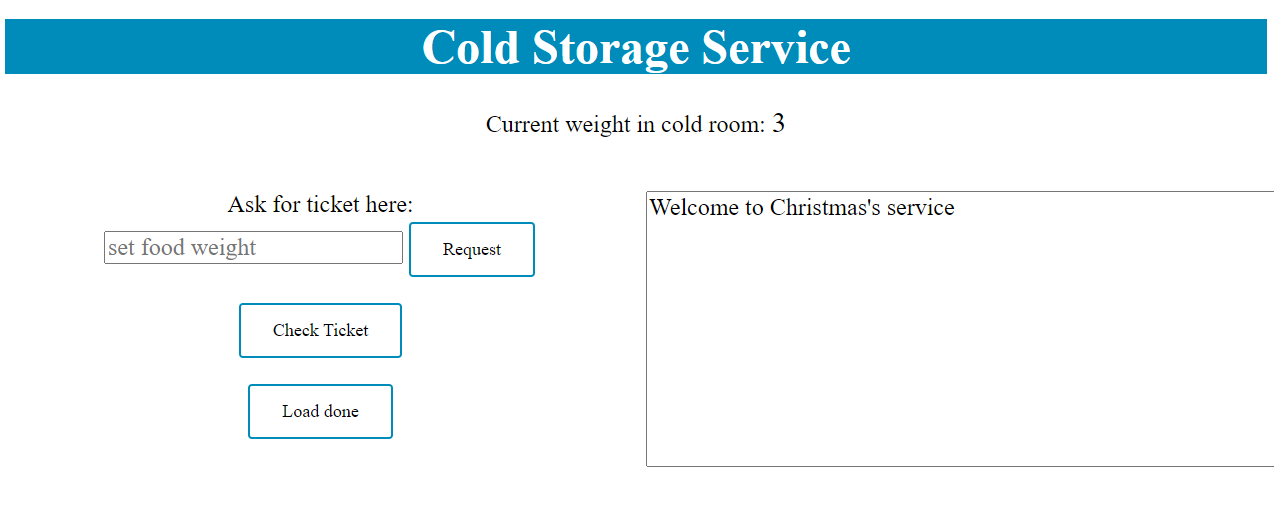 Cold Storage Service
Current weight in cold room: 3
Ask for ticket here:
set food weight
Request
Check Ticket
Load done
Welcome to Christmas's service